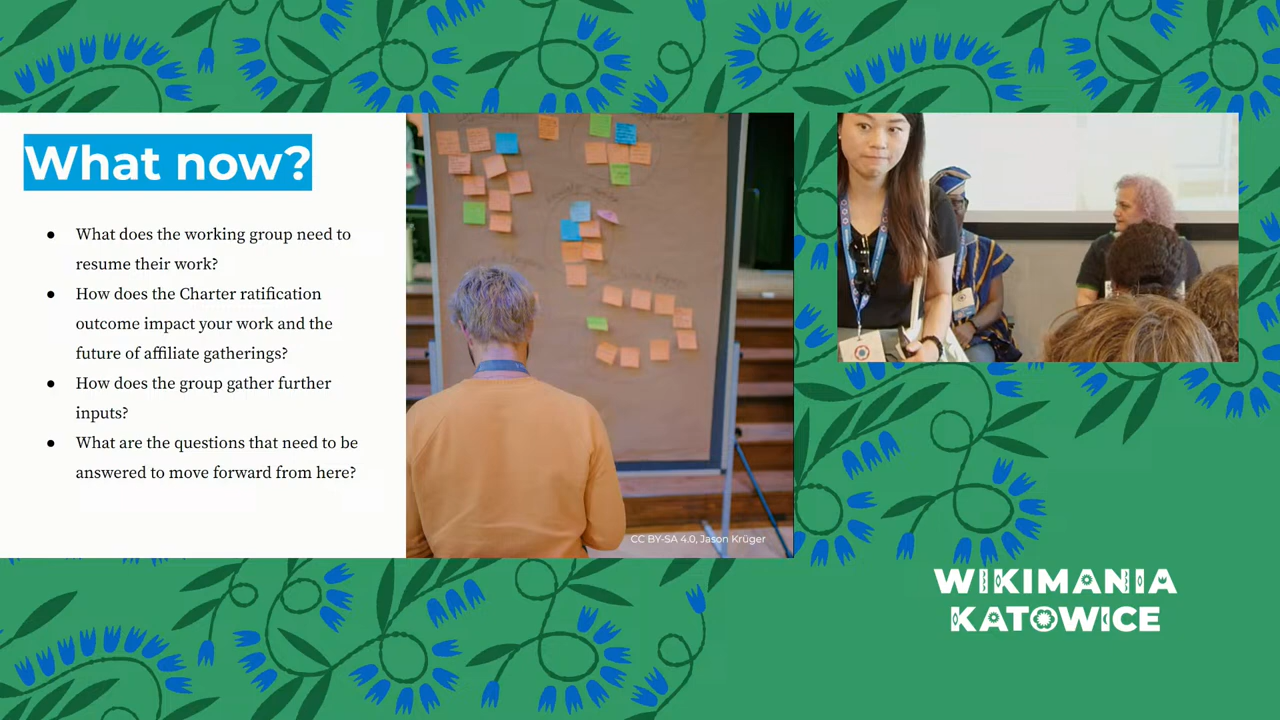 What now?
● What does the working group need to
resume their work?
● How does the Charter ratification
outcome impact your work and the
future of affiliate gatherings?
● How does the group gather further
inputs?
● What are the questions that need to be
answered to move forward from here?
CC BY-SA 4.0, Jason Krüger
WIKIMANIA
KATOWICE